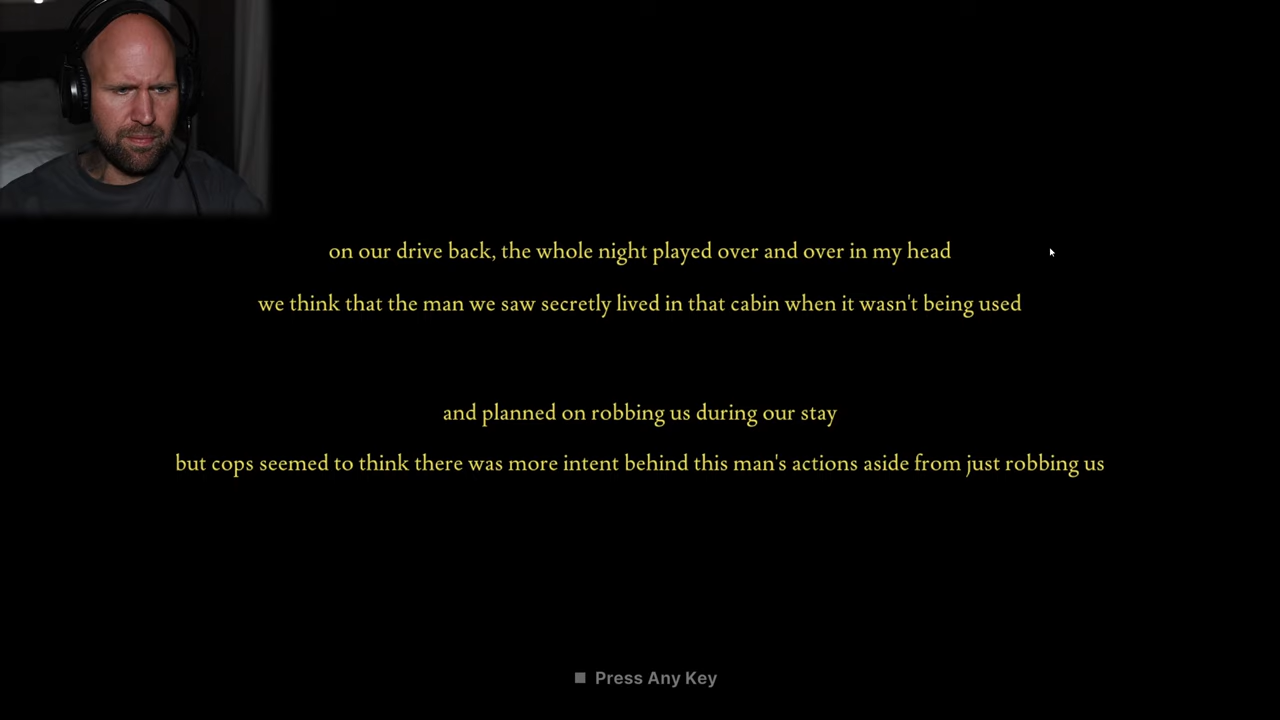 on our drive back, the whole night played over and over in my head
we think that the man we saw secretly lived in that cabin when it wasn't being used
and planned on robbing us during our stay
but cops seemed to think there was more intent behind this man's actions aside from just robbing us
Press Any Key